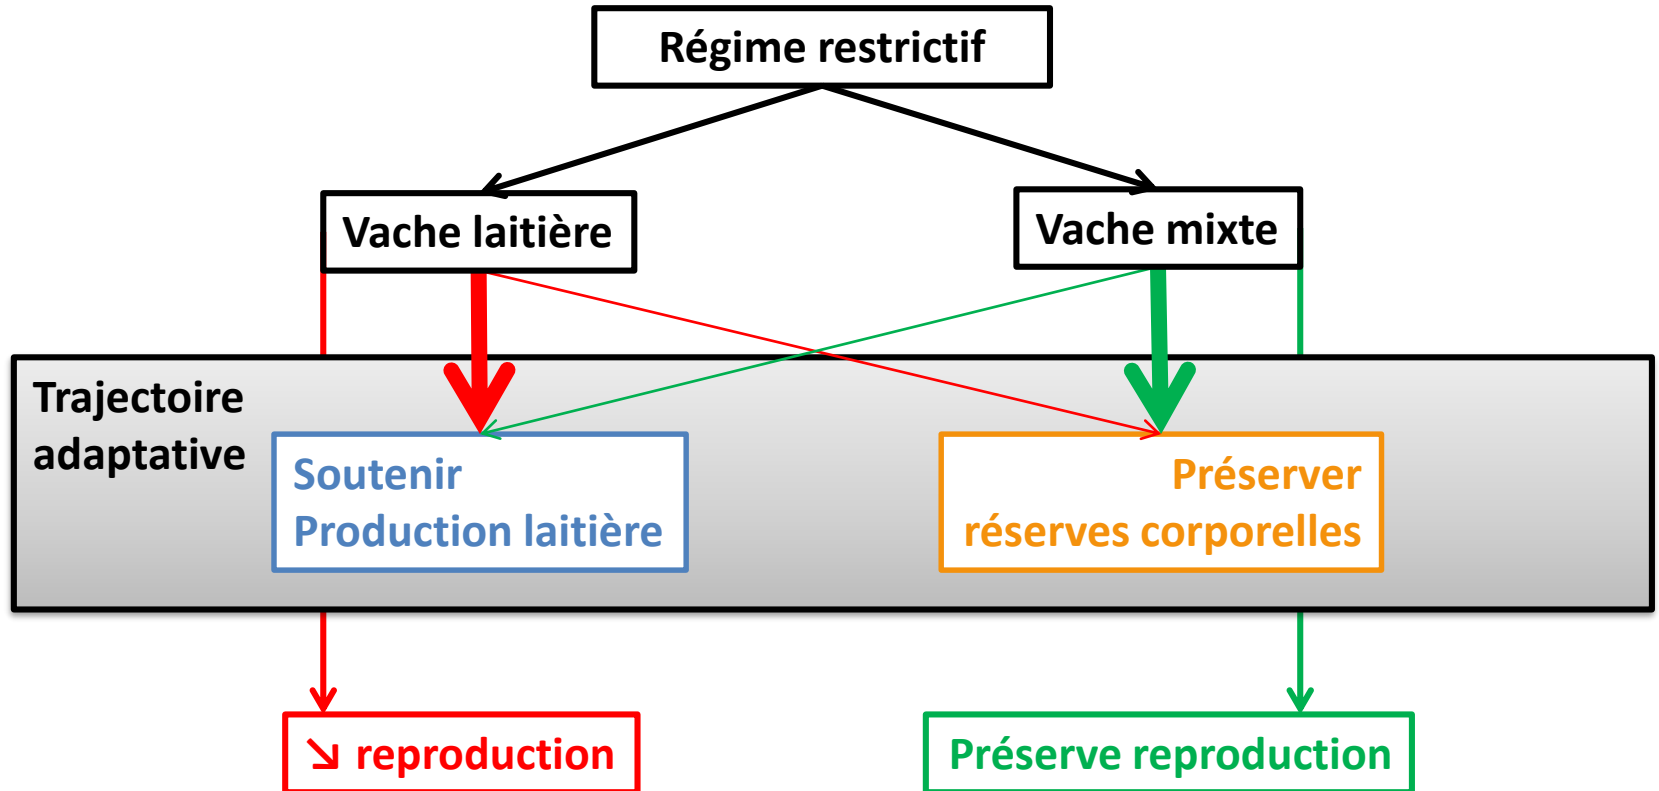 Régime restrictif
Vache laitière
Vache mixte
Trajectoire
adaptative
Soutenir
Production laitière
Préserver
réserves corporelles
↘ reproduction
Préserve reproduction